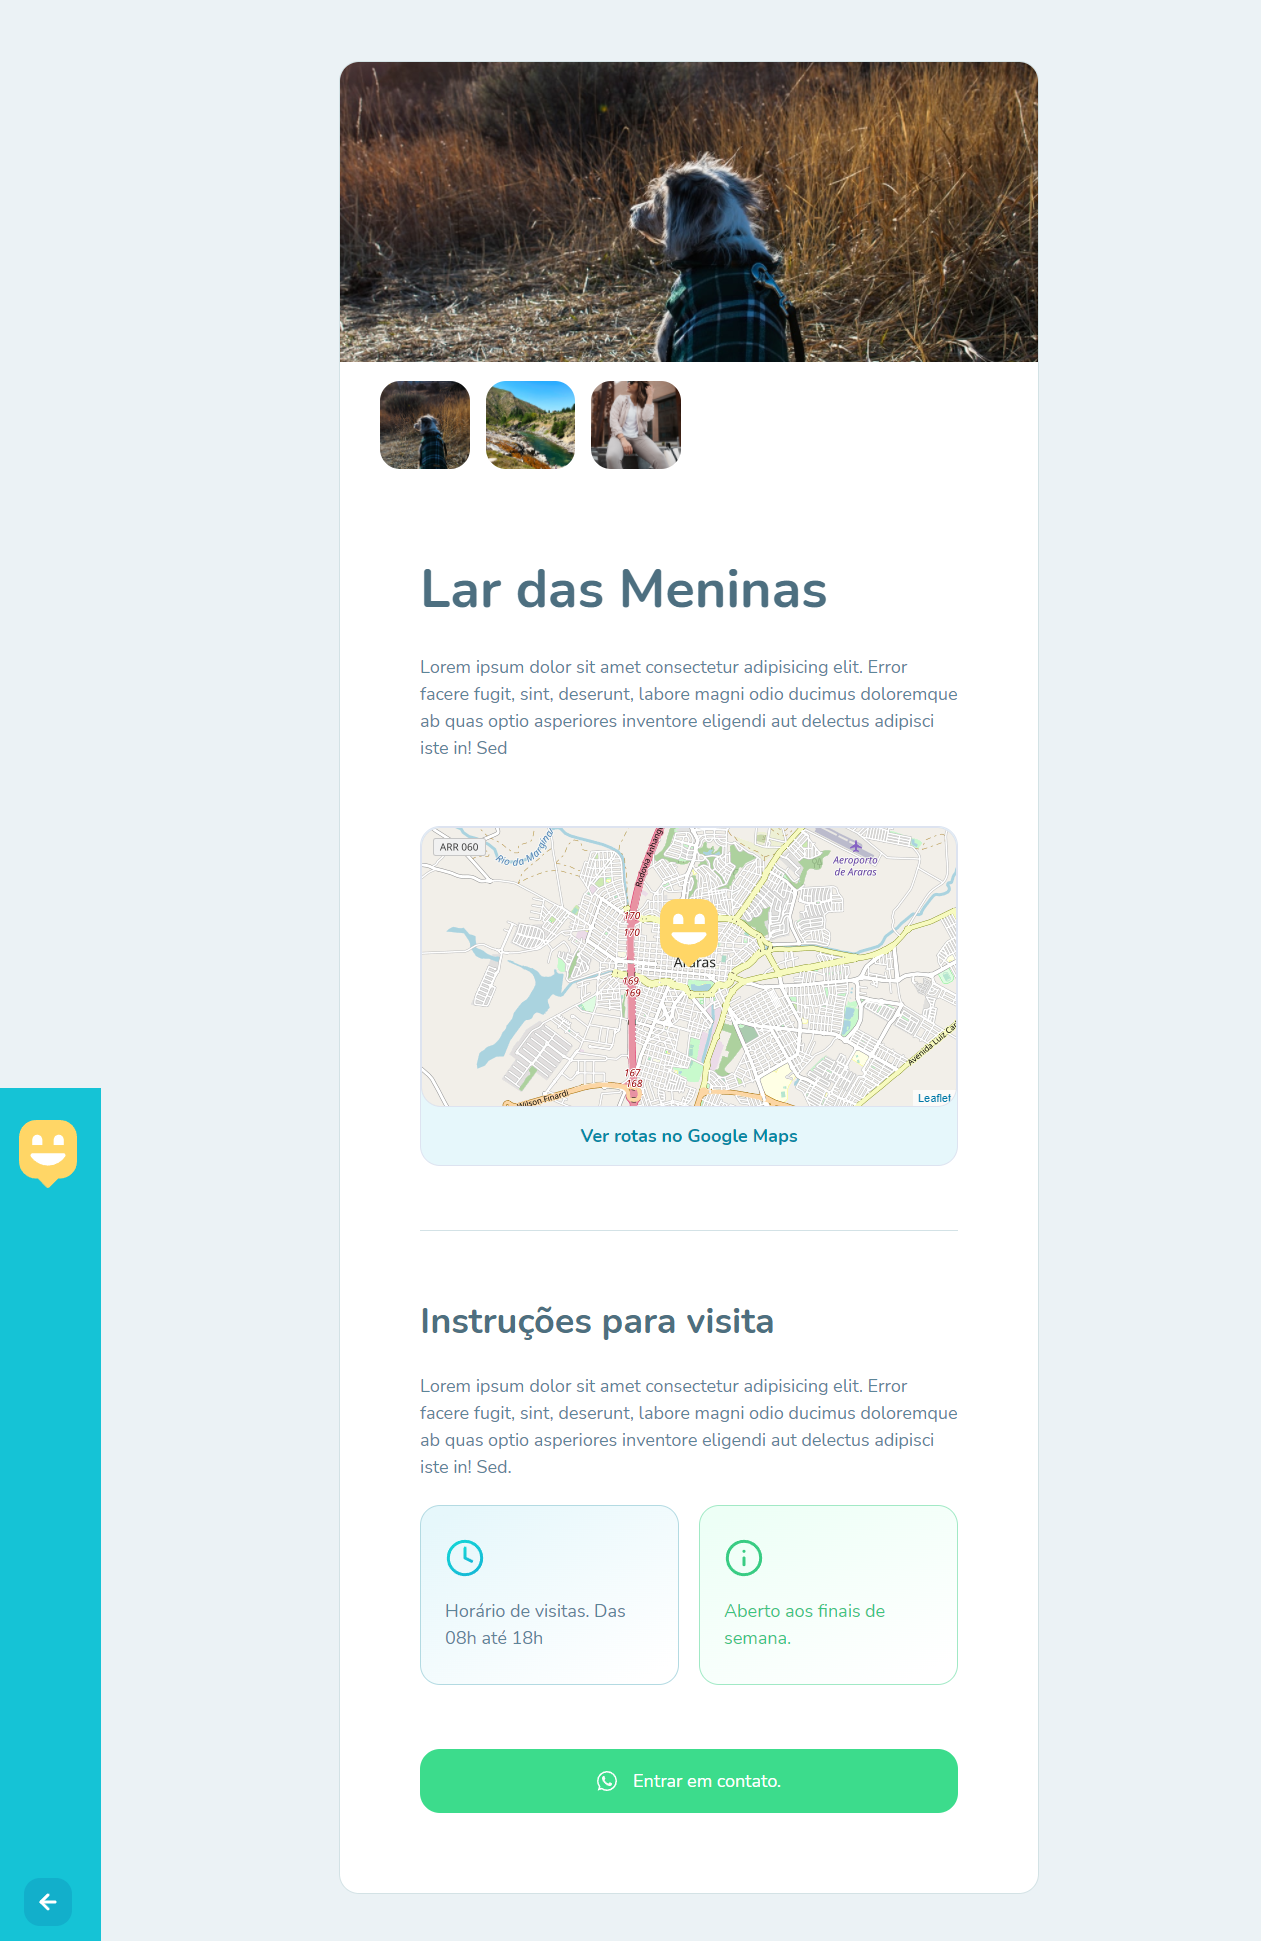 Lar das Meninas
Lorem ipsum dolor sit amet consectetur adipisicing elit. Error
facere fugit, sint, deserunt, labore magni odio ducimus doloremque
ab quas optio asperiores inventore eligendi aut delectus adipisci
iste in! Sed
ARR 060
Rio da Marginal
Rodovia Anhang
Aeroporto
de Araras
170
170
Araras
169
169
Avenida Luiz Car
167
168
Wilson Finardi
Leaflet
Ver rotas no Google Maps
Instruções para visita
Lorem ipsum dolor sit amet consectetur adipisicing elit. Error
facere fugit, sint, deserunt, labore magni odio ducimus doloremque
ab quas optio asperiores inventore eligendi aut delectus adipisci
iste in! Sed.
Horário de visitas. Das
08h até 18h
Aberto aos finais de
semana.
Entrar em contato.